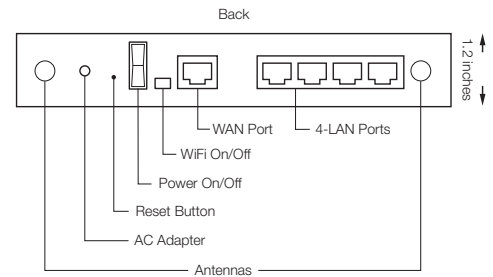 Back
1.2 inches
WAN Port
4-LAN Ports
WiFi On/Off
Power On/Off
Reset Button
AC Adapter
Antennas